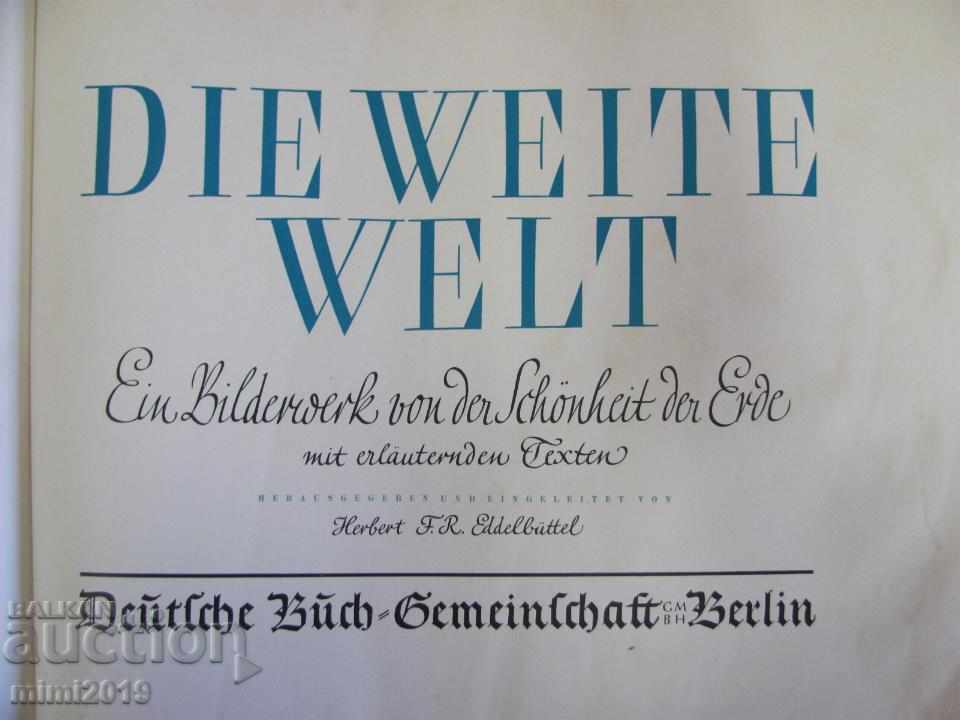 DIE WEITE
WELT
Ein Bilderwerk von der Schönheit der Erde
mit erläuternden Texten
HERAUSGEGEBEN UND EINGELEITET VON
Herbert F. R. Eddelbüttel
Deutsche Buch-Gemeinschaft GMBH Berlin
BALKAN
auction
mimi2019